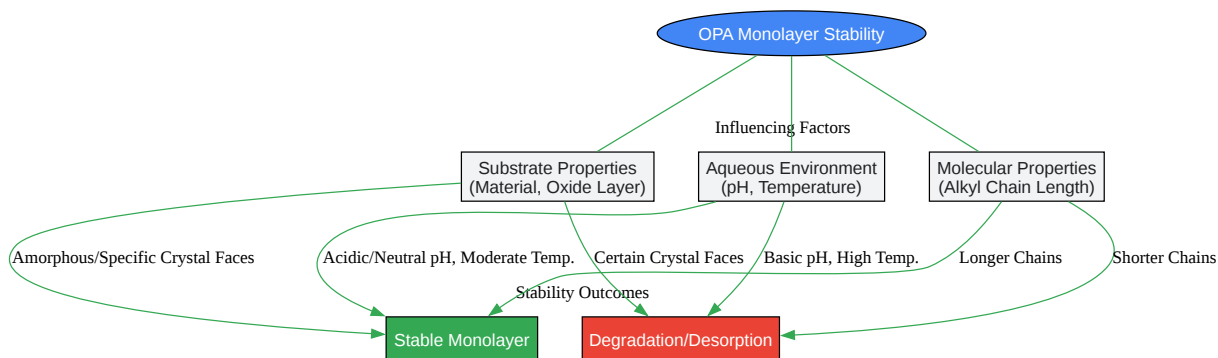 OPA Monolayer Stability
Influencing Factors
Substrate Properties
(Material, Oxide Layer)
Aqueous Environment
(pH, Temperature)
Molecular Properties
(Alkyl Chain Length)
Amorphous/Specific Crystal Faces
Acidic/Neutral pH, Moderate Temp.
Certain Crystal Faces
Basic pH, High Temp.
Longer Chains
Shorter Chains
Stability Outcomes
Stable Monolayer
Degradation/Desorption